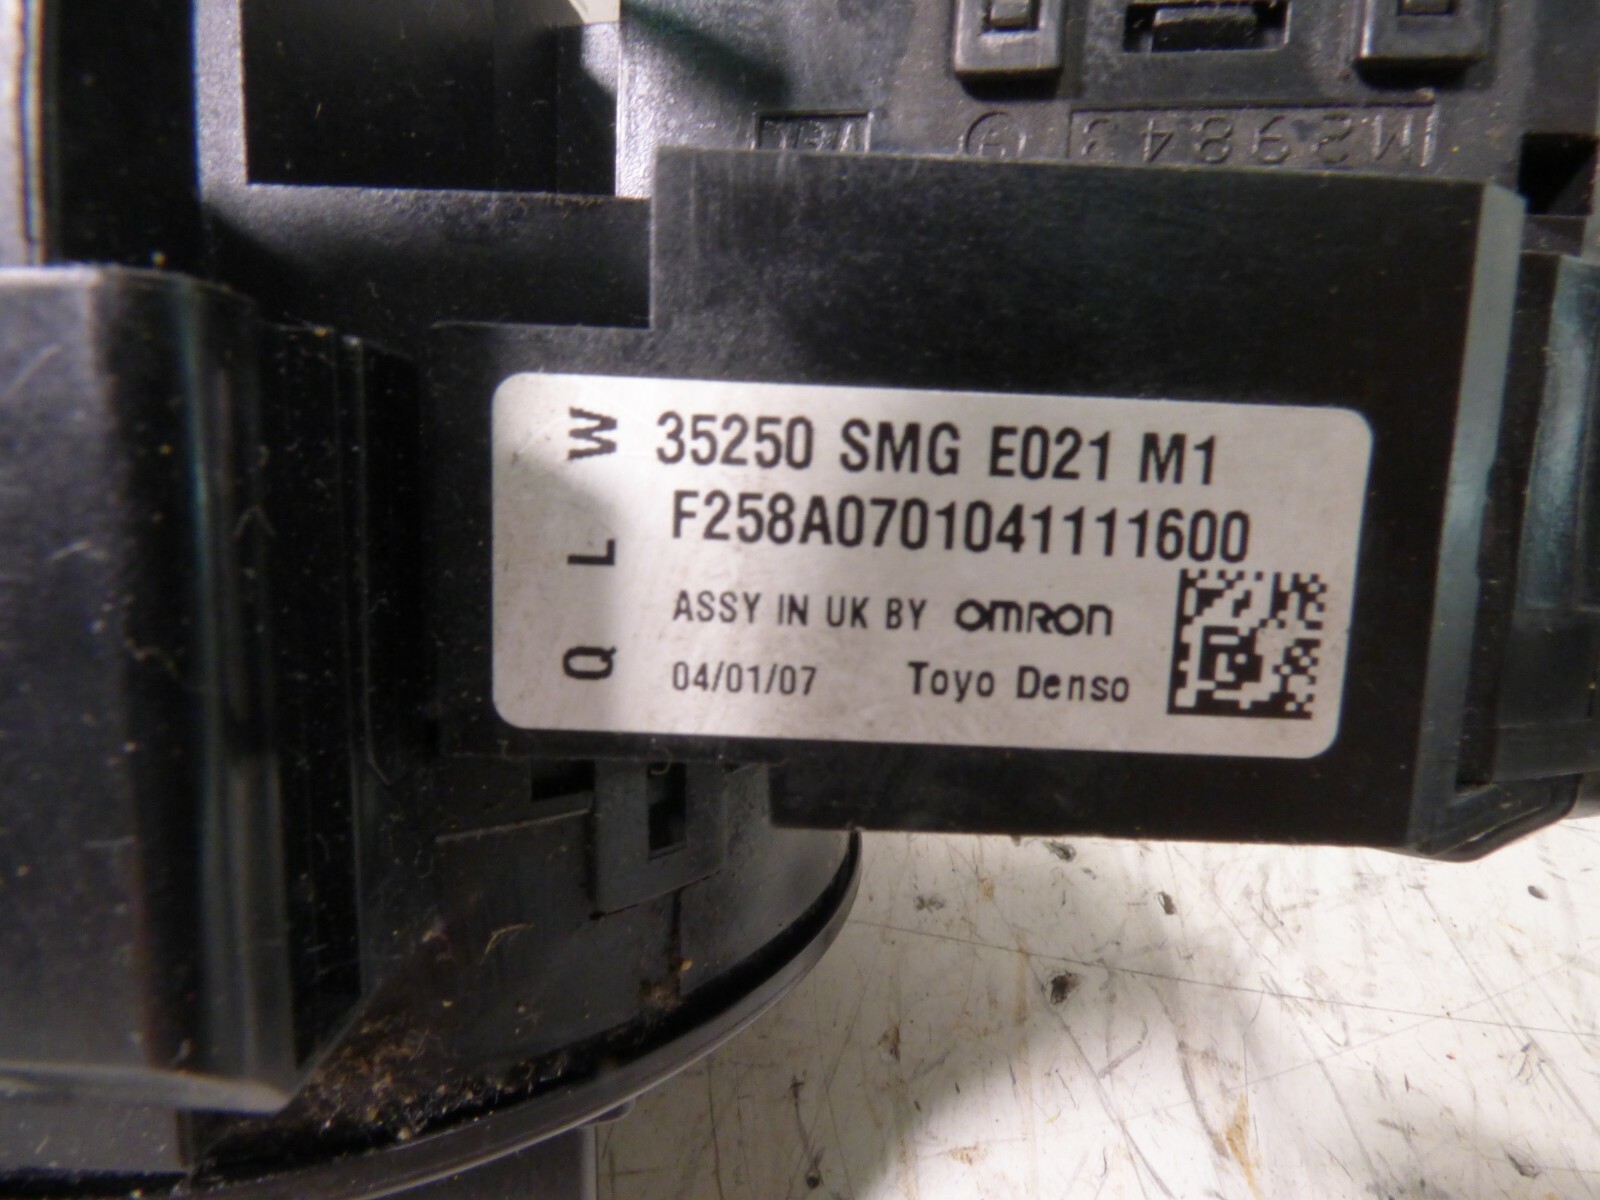 M29843
W 35250 SMG E021 M1
F258A0701041111600
L
ASSY IN UK BY OMRON
Q
04/01/07 Toyo Denso